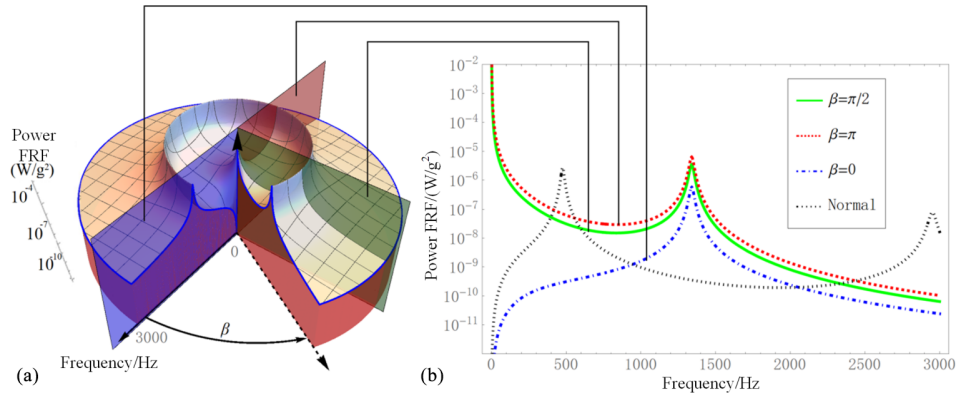 (a)
Power
FRF
(W/g²)
10⁻⁴
10⁻⁷
10⁻¹⁰
0
3000
β
Frequency/Hz
(b)
Power FRF/(W/g²)
10⁻²
10⁻³
10⁻⁴
10⁻⁵
10⁻⁶
10⁻⁷
10⁻⁸
10⁻⁹
10⁻¹⁰
10⁻¹¹
β=π/2
β=π
β=0
Normal
0 500 1000 1500 2000 2500 3000
Frequency/Hz